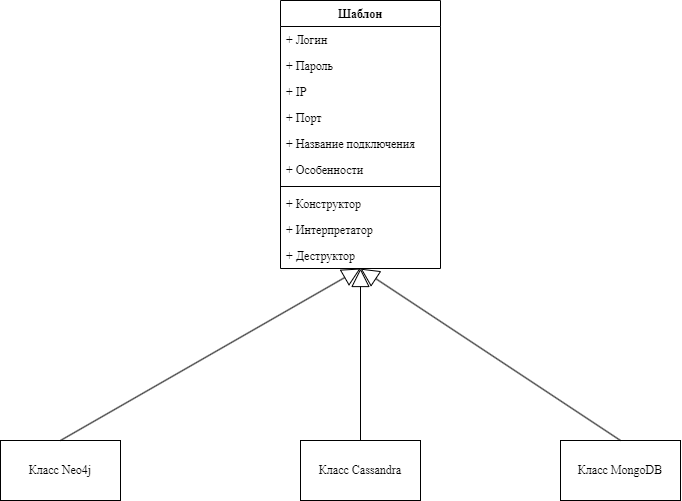 Шаблон
+ Логин
+ Пароль
+ IP
+ Порт
+ Название подключения
+ Особенности
+ Конструктор
+ Интерпретатор
+ Деструктор
Класс Neo4j
Класс Cassandra
Класс MongoDB